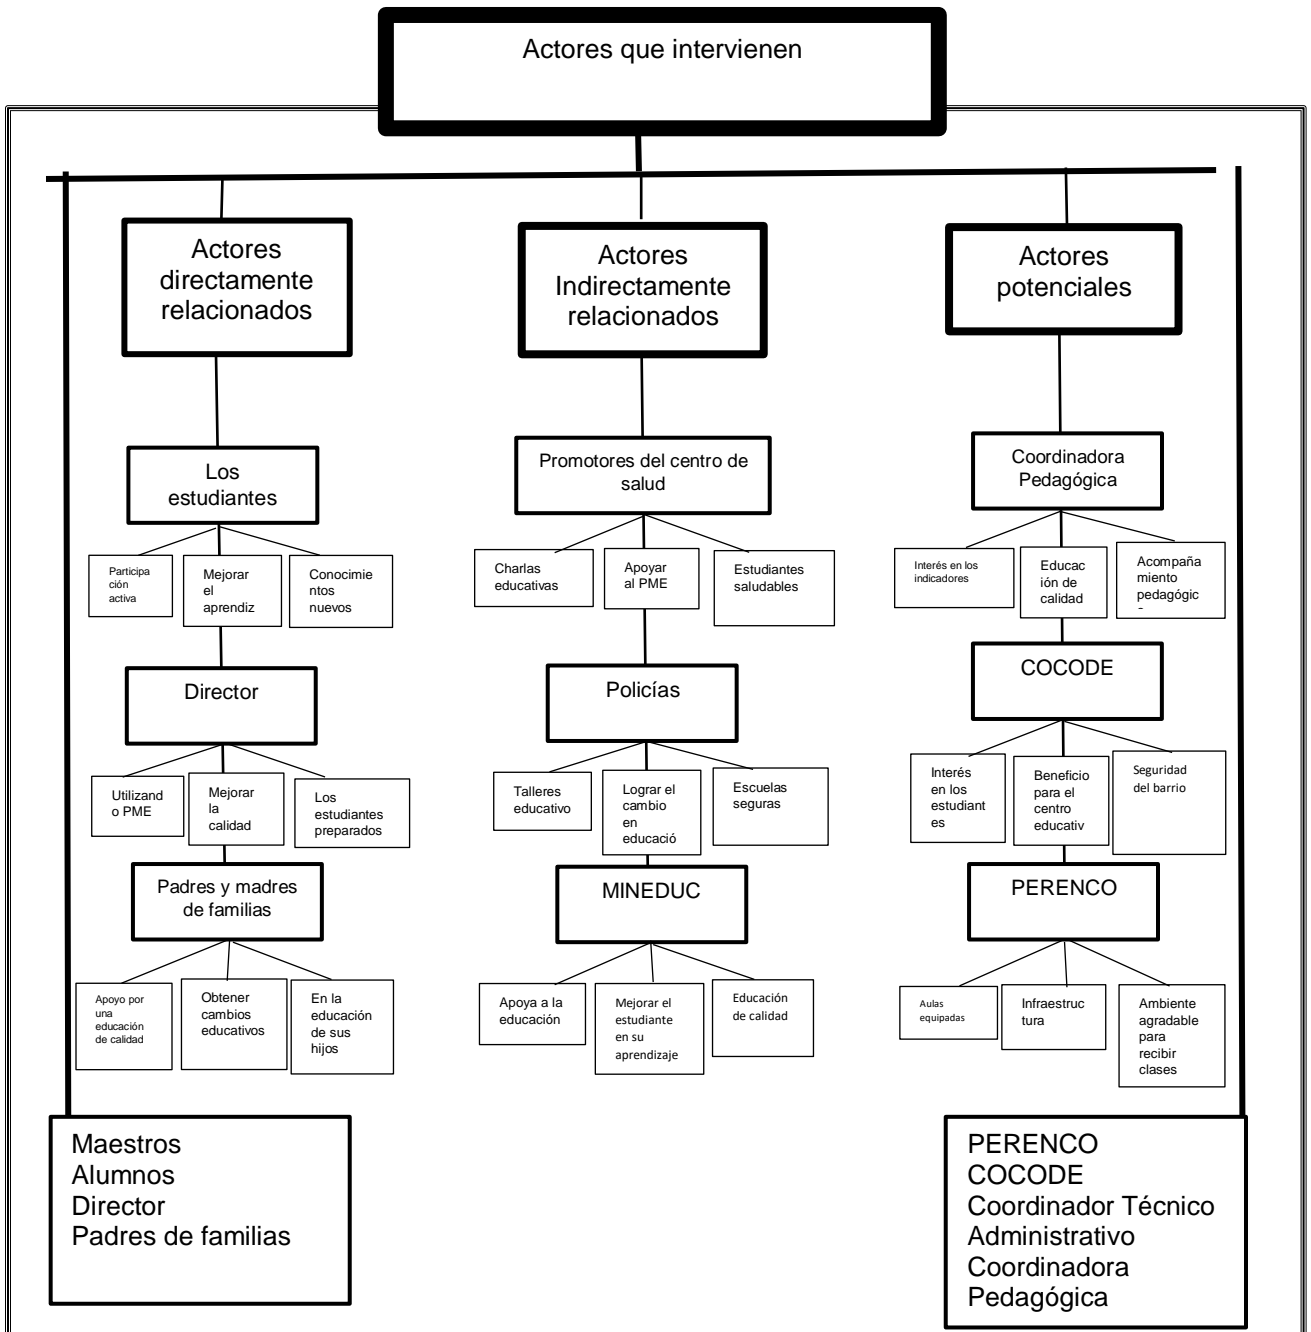 Actores que intervienen
Actores
directamente
relacionados
Actores
Indirectamente
relacionados
Actores
potenciales
Los
estudiantes
Promotores del centro de
salud
Coordinadora
Pedagógica
Participa
ción
activa
Mejorar
el
aprendiz
Conocimie
ntos
nuevos
Charlas
educativas
Apoyar
al PME
Estudiantes
saludables
Interés en los
indicadores
Educac
ión de
calidad
Acompaña
miento
pedagógic
Director
Policías
COCODE
Utilizand
o PME
Mejorar
la
calidad
Los
estudiantes
preparados
Talleres
educativo
Lograr el
cambio
en
educació
Escuelas
seguras
Interés
en los
estudiant
es
Beneficio
para el
centro
educativ
Seguridad
del barrio
Padres y madres
de familias
MINEDUC
PERENCO
Apoyo por
una
educación
de calidad
Obtener
cambios
educativos
En la
educación
de sus
hijos
Apoya a la
educación
Mejorar el
estudiante
en su
aprendizaje
Educación
de calidad
Aulas
equipadas
Infraestruc
tura
Ambiente
agradable
para
recibir
clases
Maestros
Alumnos
Director
Padres de familias
PERENCO
COCODE
Coordinador Técnico
Administrativo
Coordinadora
Pedagógica